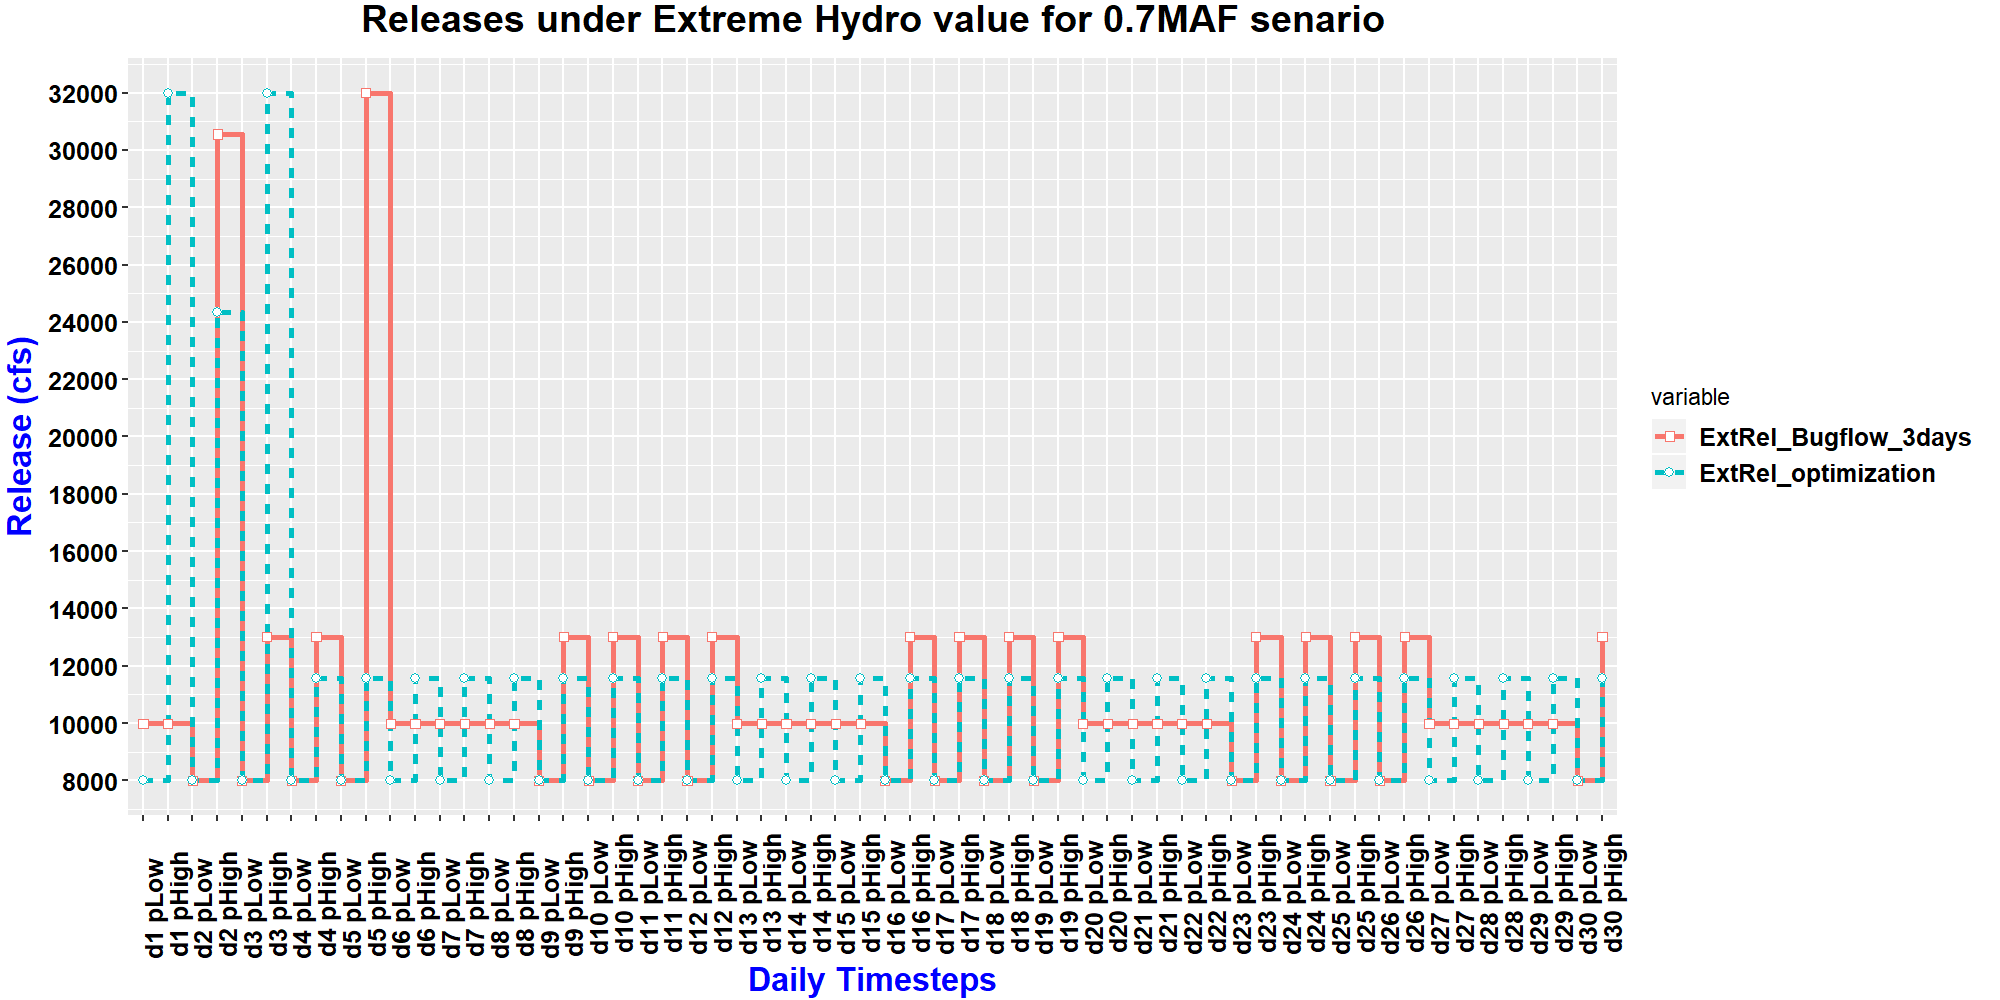 Releases under Extreme Hydro value for 0.7MAF senario
32000
30000
28000
26000
24000
22000
20000
18000
16000
14000
12000
10000
8000
Release (cfs)
d1 pLow
d1 pHigh
d2 pLow
d2 pHigh
d3 pLow
d3 pHigh
d4 pLow
d4 pHigh
d5 pLow
d5 pHigh
d6 pLow
d6 pHigh
d7 pLow
d7 pHigh
d8 pLow
d8 pHigh
d9 pLow
d9 pHigh
d10 pLow
d10 pHigh
d11 pLow
d11 pHigh
d12 pLow
d12 pHigh
d13 pLow
d13 pHigh
d14 pLow
d14 pHigh
d15 pLow
d15 pHigh
d16 pLow
d16 pHigh
d17 pLow
d17 pHigh
d18 pLow
d18 pHigh
d19 pLow
d19 pHigh
d20 pLow
d20 pHigh
d21 pLow
d21 pHigh
d22 pLow
d22 pHigh
d23 pLow
d23 pHigh
d24 pLow
d24 pHigh
d25 pLow
d25 pHigh
d26 pLow
d26 pHigh
d27 pLow
d27 pHigh
d28 pLow
d28 pHigh
d29 pLow
d29 pHigh
d30 pLow
d30 pHigh
Daily Timesteps
variable
ExtRel_Bugflow_3days
ExtRel_optimization